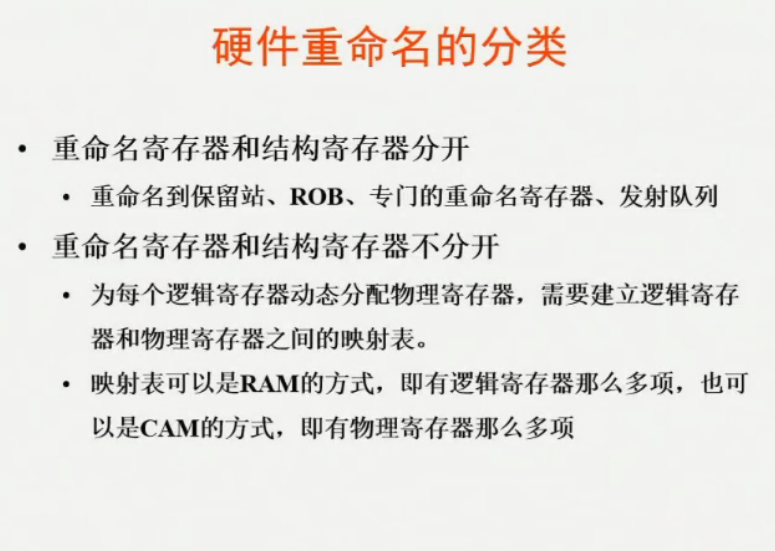 硬件重命名的分类
• 重命名寄存器和结构寄存器分开
• 重命名到保留站、ROB、专门的重命名寄存器、发射队列
• 重命名寄存器和结构寄存器不分开
• 为每个逻辑寄存器动态分配物理寄存器，需要建立逻辑寄存
器和物理寄存器之间的映射表。
• 映射表可以是RAM的方式，即有逻辑寄存器那么多项，也可
以是CAM的方式，即有物理寄存器那么多项